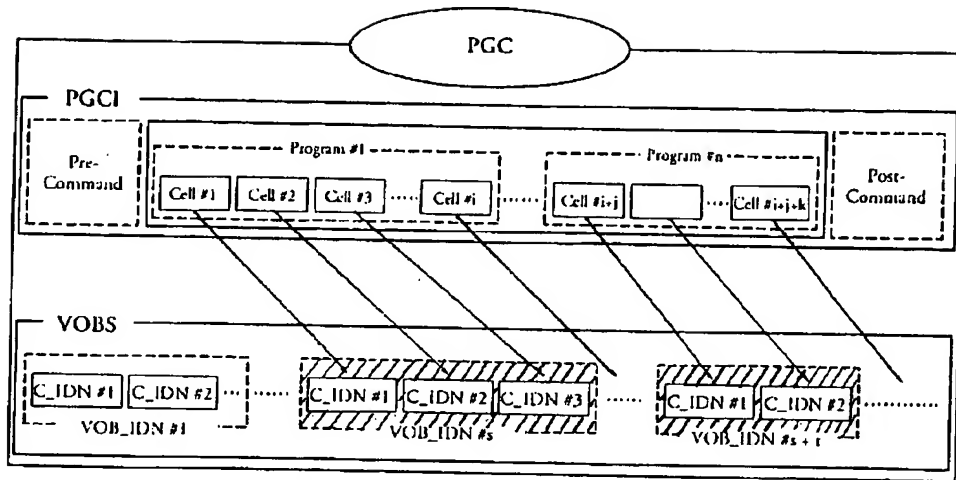 PGC
PGCI
Pre-
Command
Program #1
Cell #1 Cell #2 Cell #3 ····· Cell #i
·······
Program #n
Cell #i+j ···· Cell #i+j+k
Post-
Command
VOBS
C_IDN #1 C_IDN #2 ·····
VOB_IDN #1
C_IDN #1 C_IDN #2 C_IDN #3 ······
VOB_IDN #s
C_IDN #1 C_IDN #2 ············
VOB_IDN #s + t